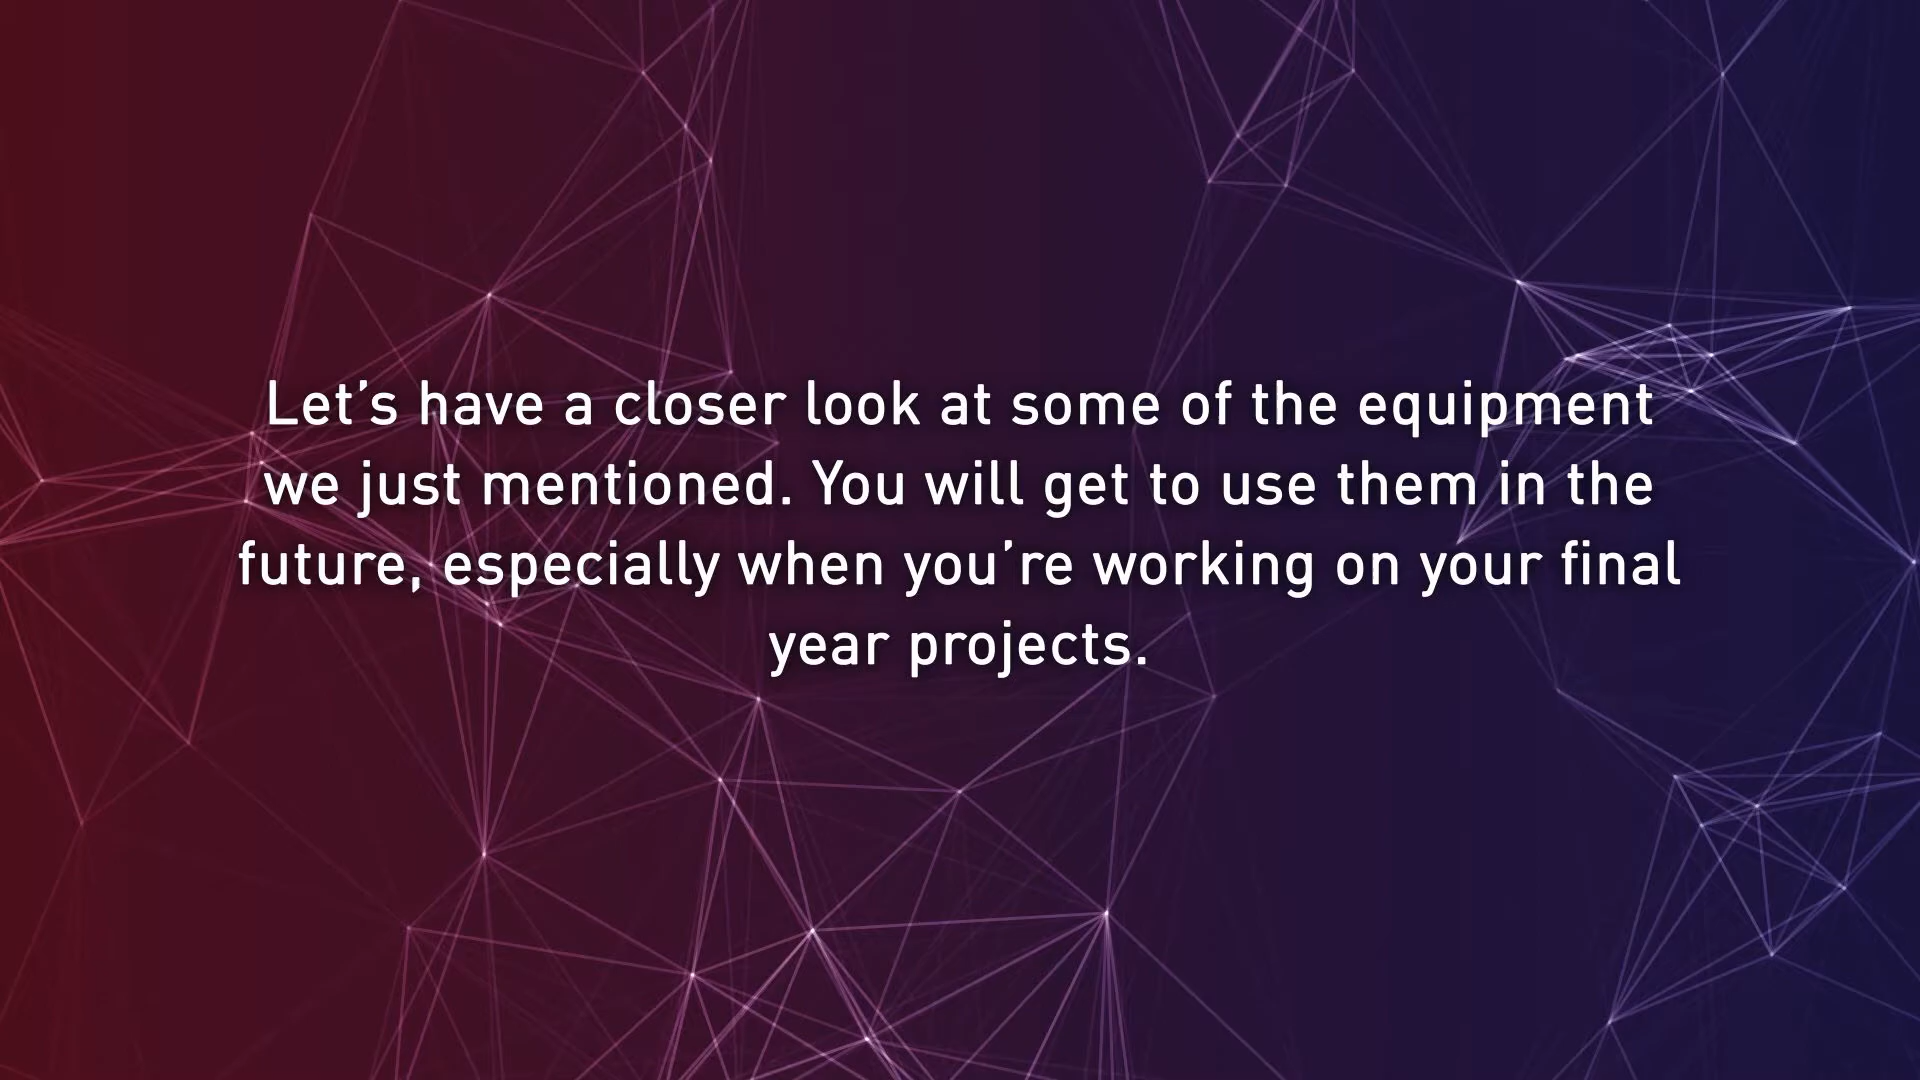 Let’s have a closer look at some of the equipment
we just mentioned. You will get to use them in the
future, especially when you’re working on your final
year projects.